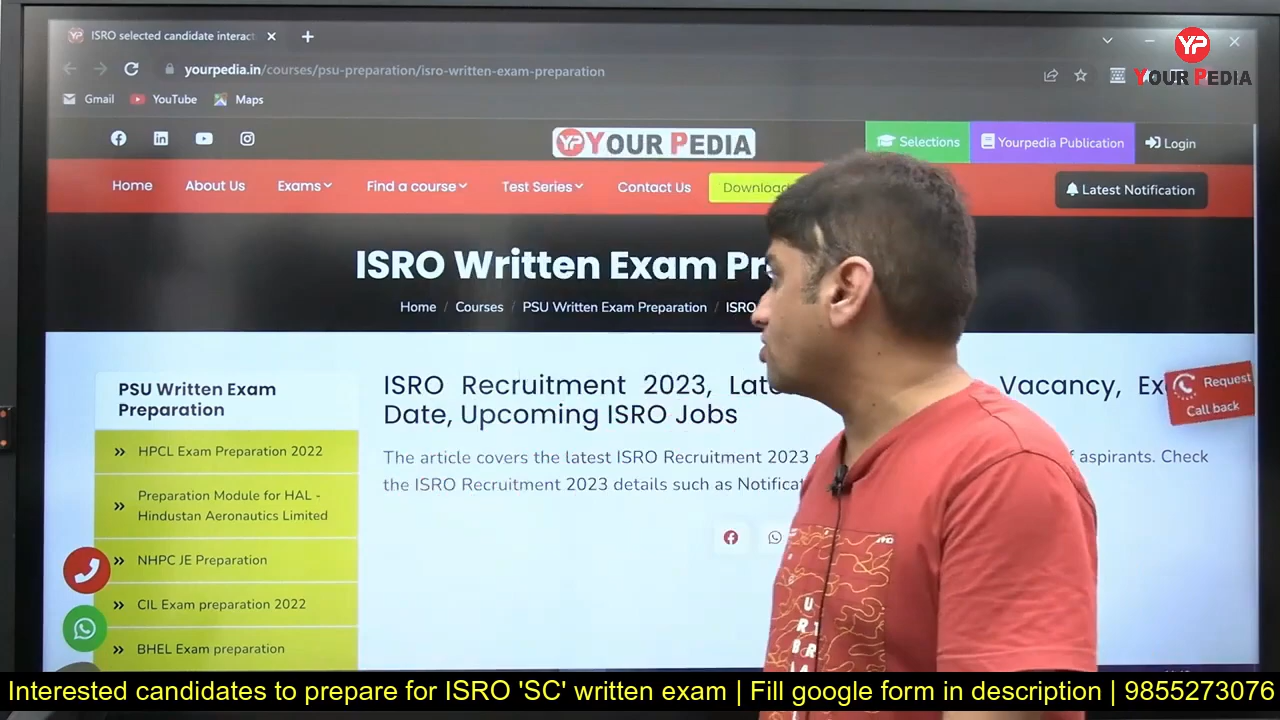 ISRO selected candidate interact
YP
YOUR PEDIA
yourpedia.in/courses/psu-preparation/isro-written-exam-preparation
Gmail YouTube Maps
YP YOUR PEDIA
Selections
Yourpedia Publication
Login
Home About Us Exams Find a course Test Series Contact Us Download
Latest Notification
ISRO Written Exam
Home / Courses / PSU Written Exam Preparation / ISRO
PSU Written Exam
Preparation
HPCL Exam Preparation 2022
Preparation Module for HAL -
Hindustan Aeronautics Limited
NHPC JE Preparation
CIL Exam preparation 2022
BHEL Exam preparation
ISRO Recruitment 2023, Vacancy,
Date, Upcoming ISRO Jobs
The article covers the latest ISRO Recruitment 2023 aspirants. Check
the ISRO Recruitment 2023 details such as
Request
Call back
Interested candidates to prepare for ISRO 'SC' written exam | Fill google form in description | 9855273076